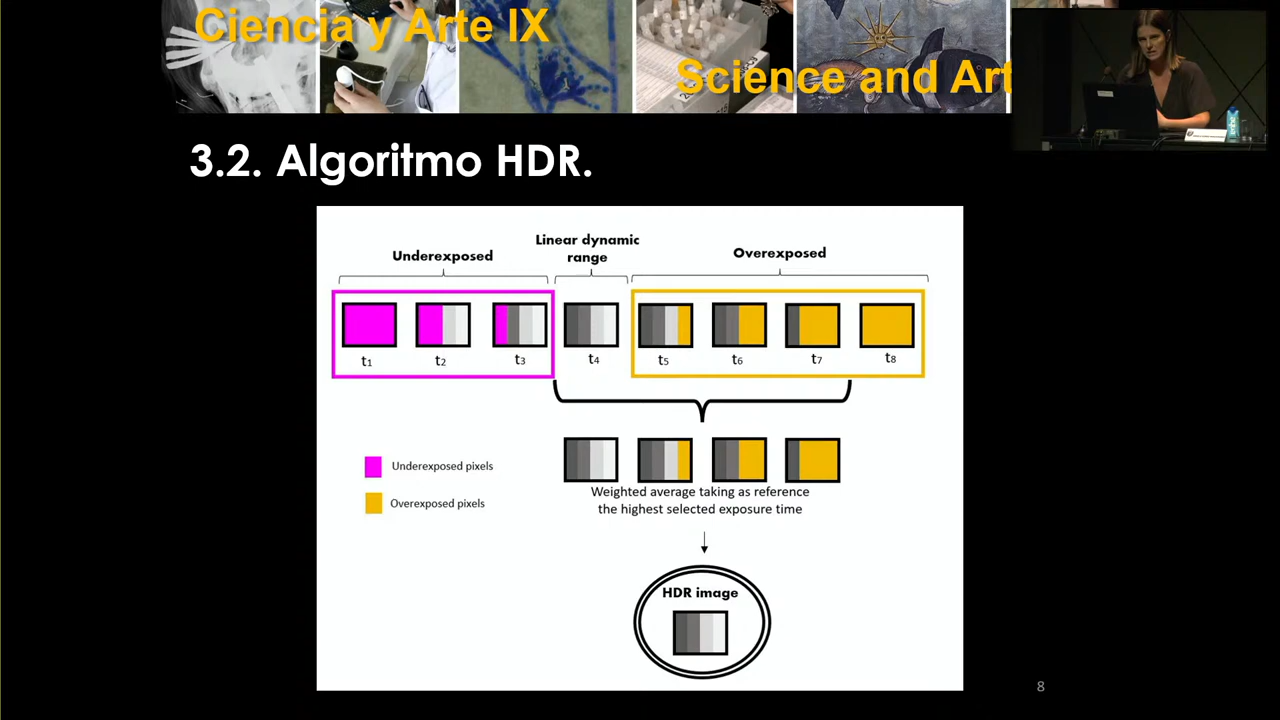 Ciencia y Arte IX
Science and Art
3.2. Algoritmo HDR.
Underexposed
Linear dynamic
range
Overexposed
t1
t2
t3
t4
t5
t6
t7
t8
Underexposed pixels
Overexposed pixels
Weighted average taking as reference
the highest selected exposure time
HDR image
8